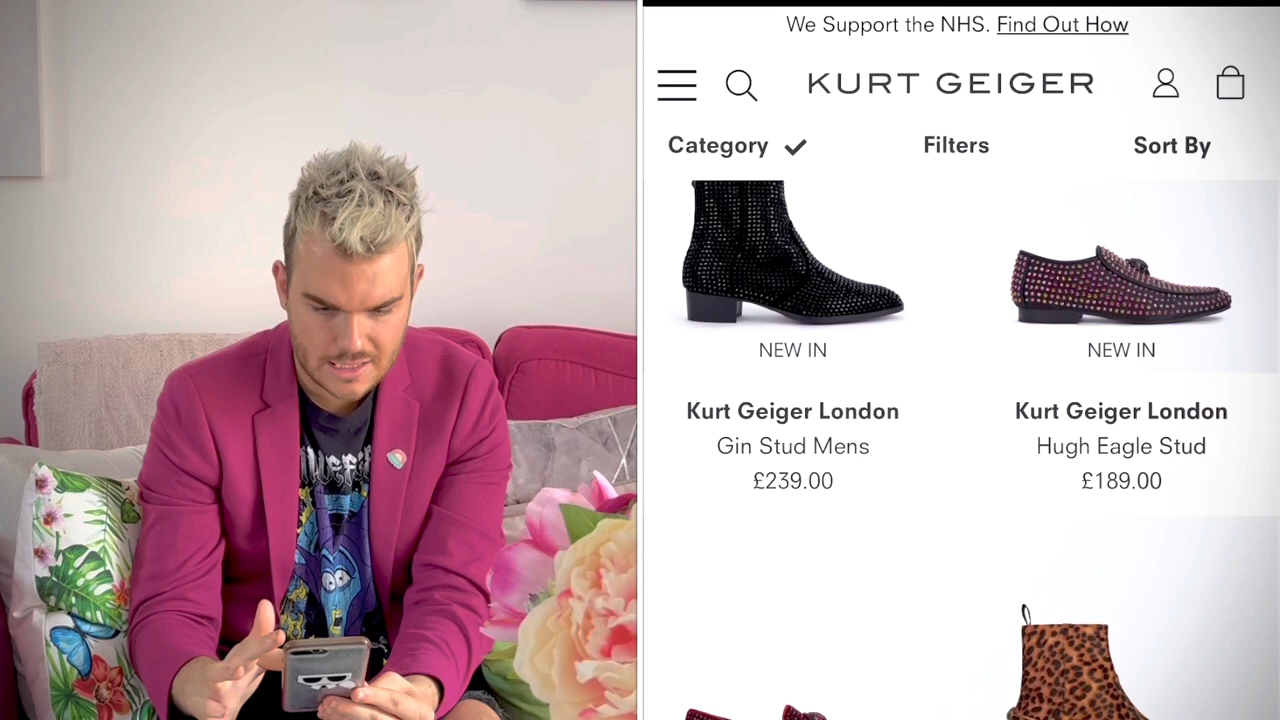 We Support the NHS. Find Out How
KURT GEIGER
Category
Filters
Sort By
NEW IN
NEW IN
Kurt Geiger London
Gin Stud Mens
£239.00
Kurt Geiger London
Hugh Eagle Stud
£189.00